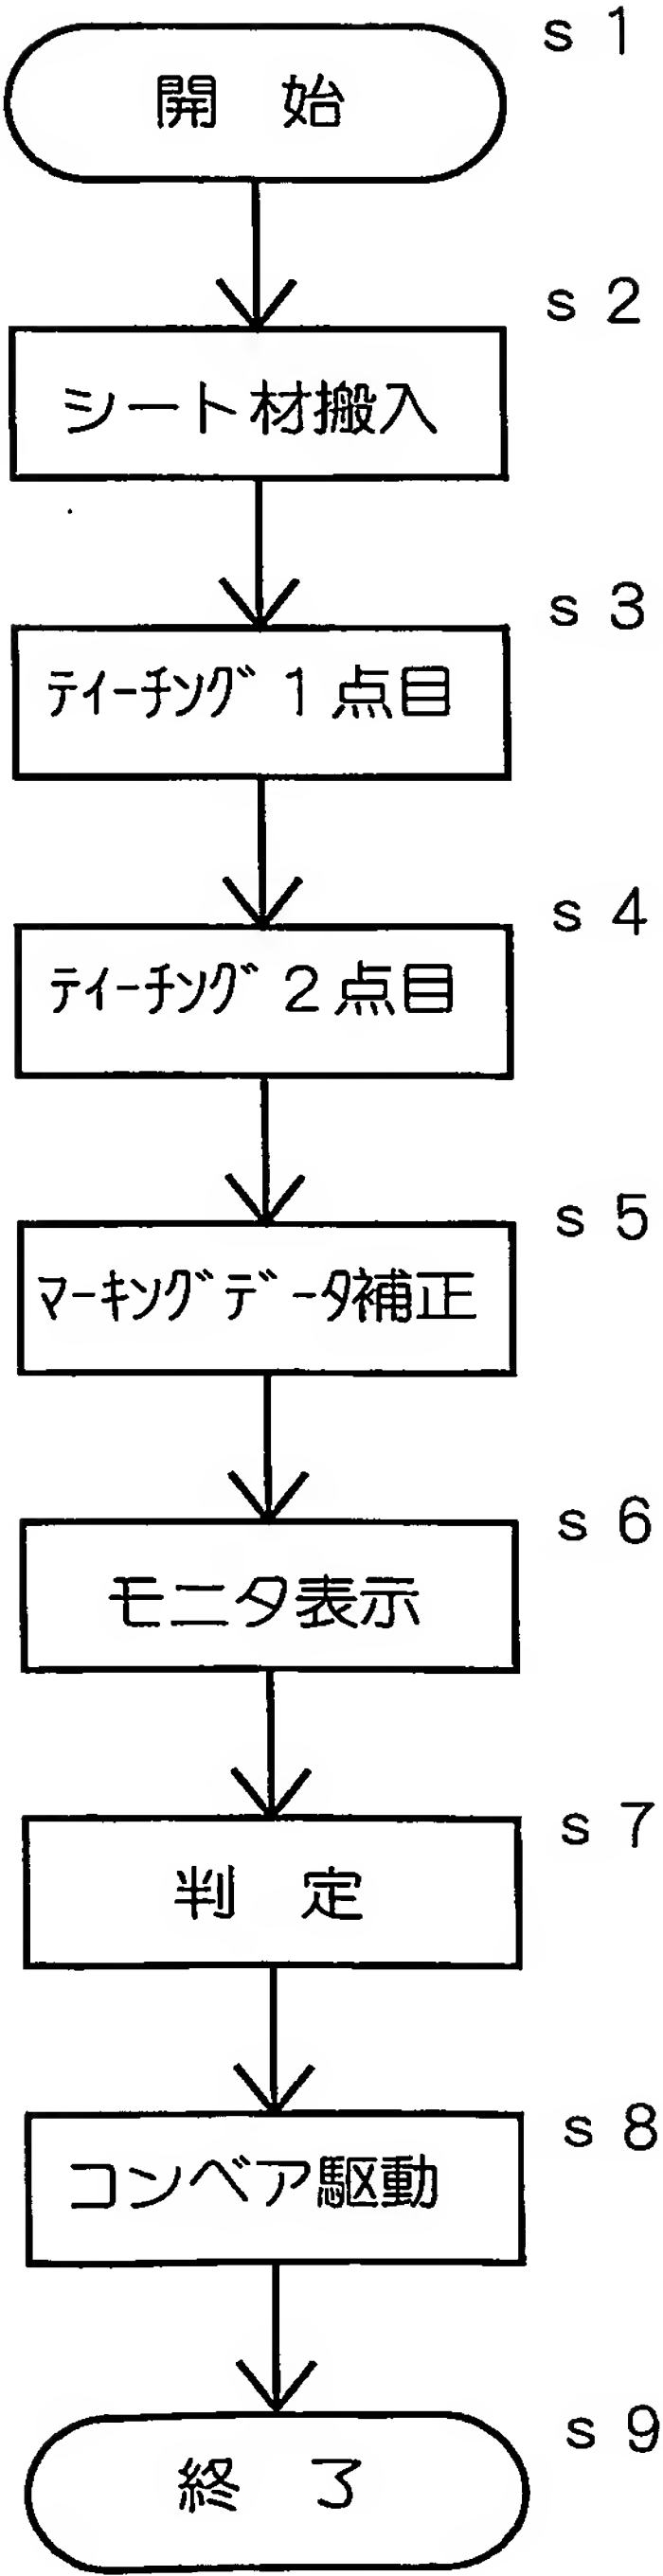 s 1
開 始
s 2
シート材搬入
s 3
ﾃｨｰﾁﾝｸﾞ 1 点目
s 4
ﾃｨｰﾁﾝｸﾞ 2 点目
s 5
ﾏｰｷﾝｸﾞﾃﾞｰﾀ補正
s 6
モニタ表示
s 7
判 定
s 8
コンベア駆動
s 9
終 了